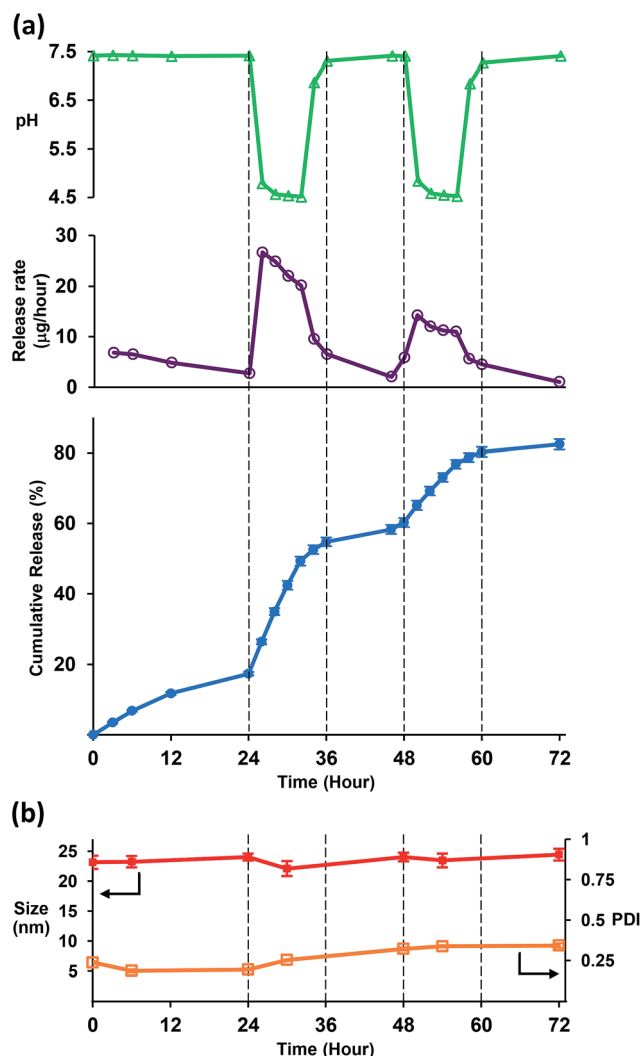 (a)
7.5
6.5
pH
5.5
4.5
30
Release rate
(μg/hour)
20
10
0
Cumulative Release (%)
80
60
40
20
0 12 24 36 48 60 72
Time (Hour)
(b)
25
20
15
10
5
Size
(nm)
1
0.75
0.5
0.25
PDI
0 12 24 36 48 60 72
Time (Hour)